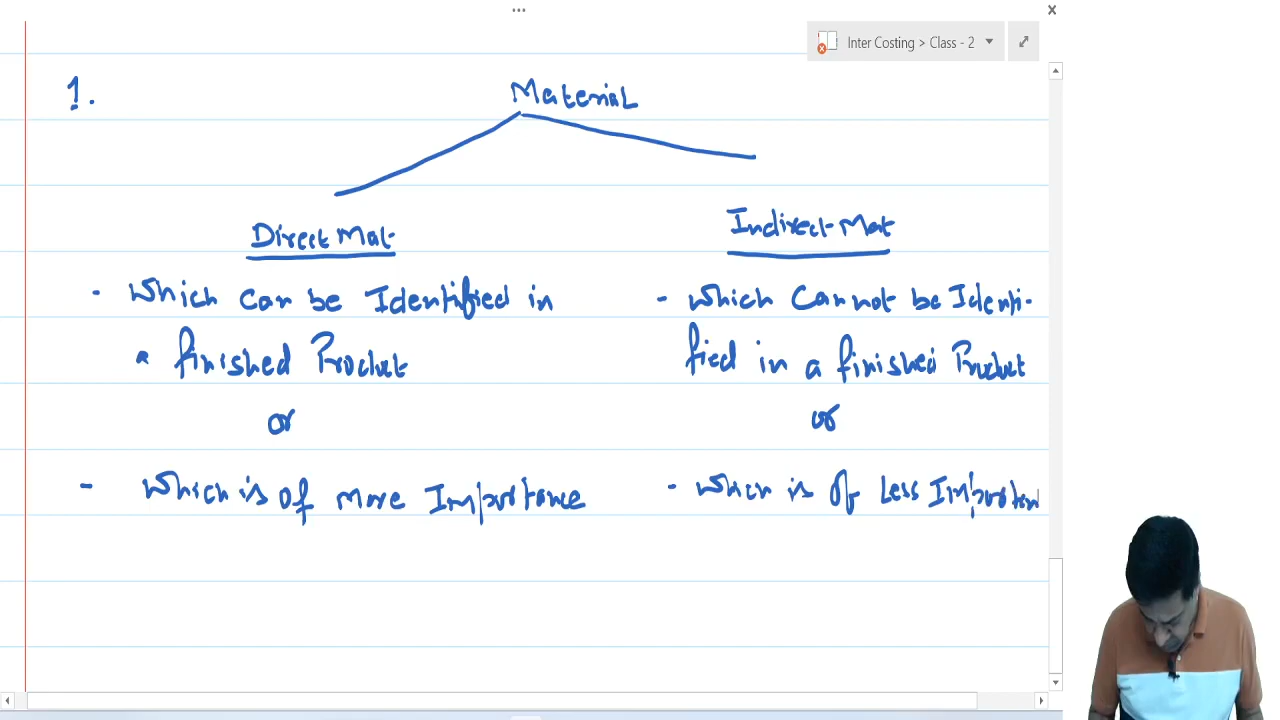 Inter Costing > Class - 2
1.
Material
Direct Mat.
Indirect Mat
- Which can be Identified in
a finished Product
or
- Which is of More Importance
- Which Cannot be Identi-
fied in a finished Product
or
- Which is of Less Importan